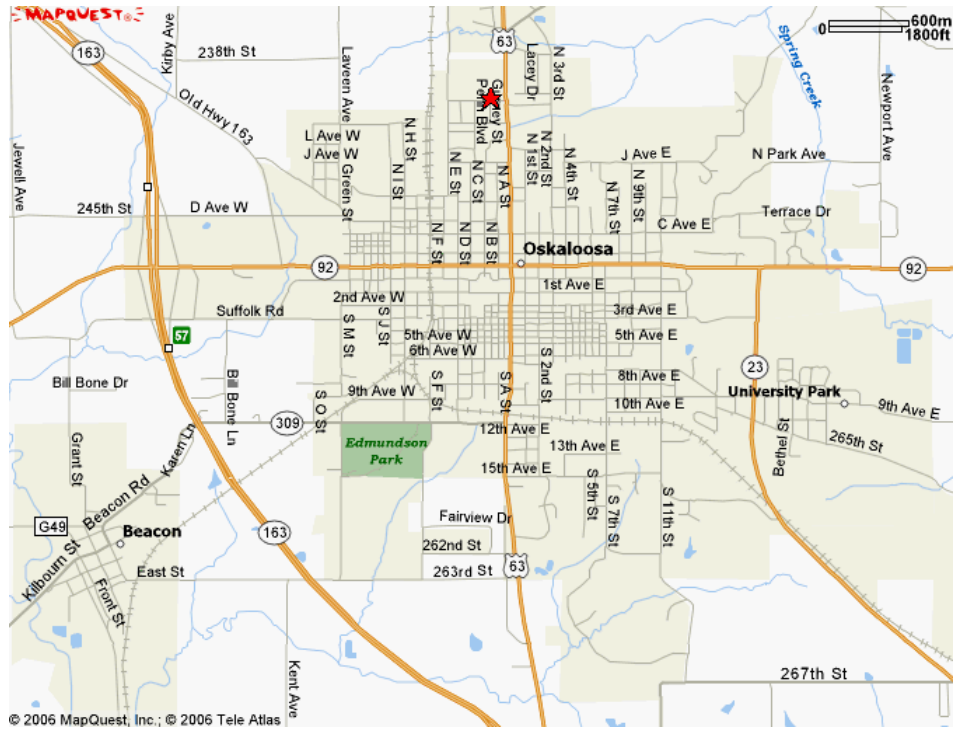 MAPQUEST
163
Kirby Ave
238th St
Laveen Ave
63
Lacey Dr
N 3rd St
600m
0
1800ft
Spring Creek
Newport Ave
Old Hwy 163
Gurney St
Penn Blvd
L Ave W
J Ave W
N H St
N I St
N E St
N C St
N A St
N 1st St
N 2nd St
N 4th St
J Ave E
N Park Ave
Jewell Ave
Green St
N 7th St
N 9th St
245th St
D Ave W
N F St
N D St
N B St
C Ave E
Terrace Dr
Oskaloosa
92
92
2nd Ave W
1st Ave E
Suffolk Rd
S M St
S J St
3rd Ave E
57
5th Ave W
5th Ave E
6th Ave W
S 2nd St
23
Bill Bone Dr
Bill Bone Ln
9th Ave W
S F St
S A St
8th Ave E
10th Ave E
University Park
9th Ave E
S O St
309
12th Ave E
265th St
Grant St
Karen Ln
Edmundson
Park
13th Ave E
15th Ave E
Bethel St
Beacon Rd
S 5th St
S 7th St
S 11th St
G49
Beacon
163
Fairview Dr
262nd St
Kilbourn St
East St
263rd St
63
Front St
Kent Ave
267th St
© 2006 MapQuest, Inc.; © 2006 Tele Atlas